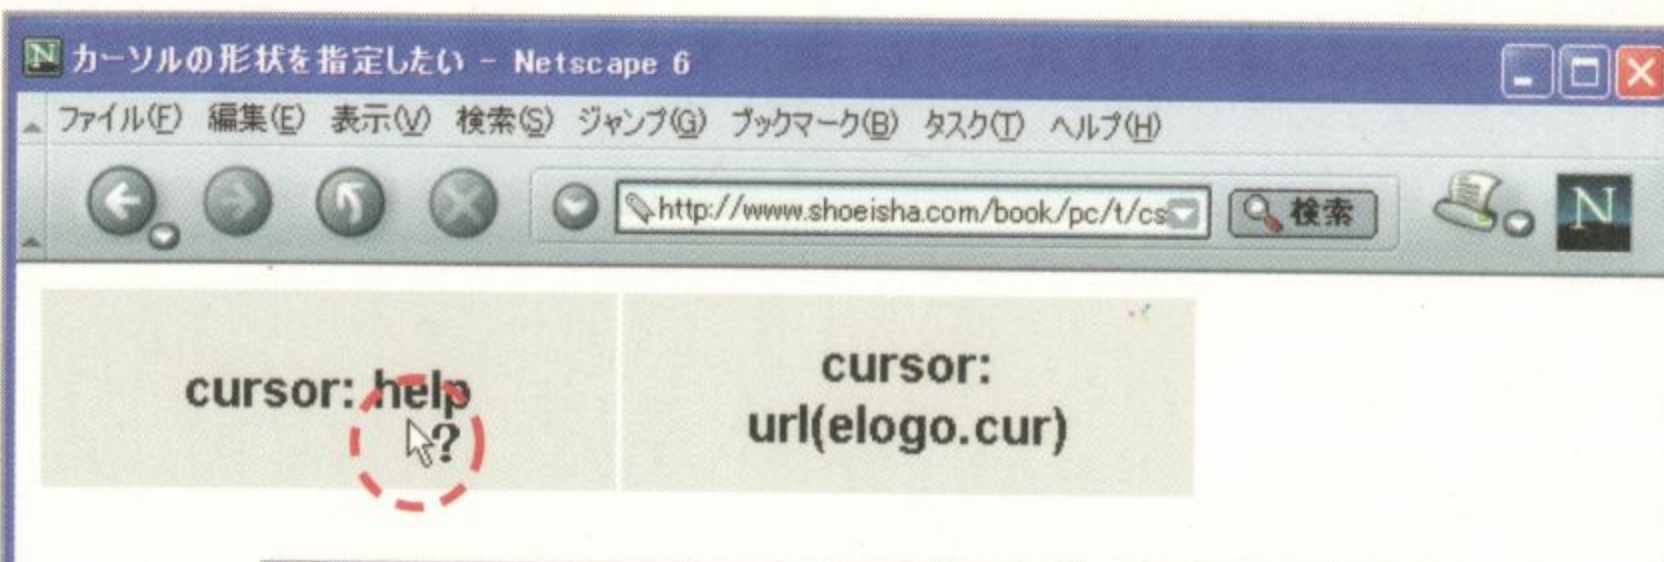 カーソルの形状を指定したい - Netscape 6
ファイル(F) 編集(E) 表示(V) 検索(S) ジャンプ(G) ブックマーク(B) タスク(T) ヘルプ(H)
http://www.shoeisha.com/book/pc/t/cs 検索 N
cursor: help
?
cursor:
url(elogo.cur)